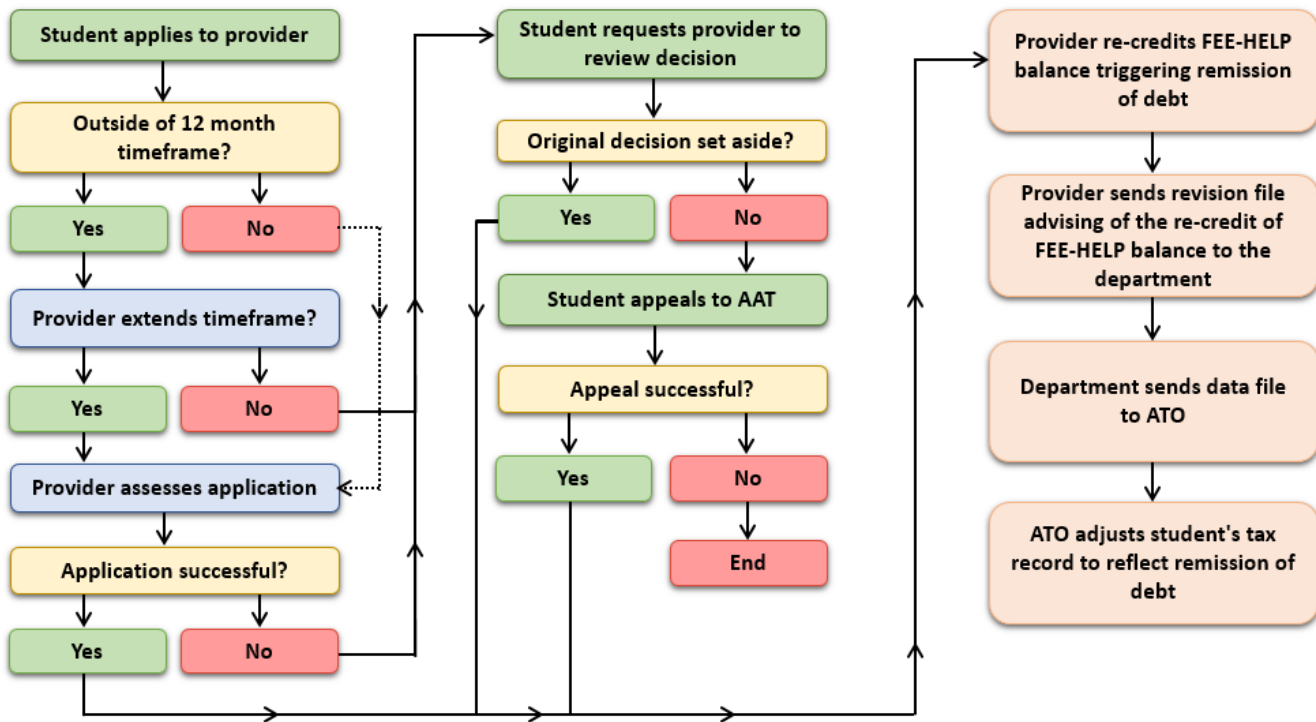 Student applies to provider
Outside of 12 month
timeframe?
Yes
No
Provider extends timeframe?
Yes
No
Provider assesses application
Application successful?
Yes
No
Student requests provider to
review decision
Original decision set aside?
Yes
No
Student appeals to AAT
Appeal successful?
Yes
No
End
Provider re-credits FEE-HELP
balance triggering remission
of debt
Provider sends revision file
advising of the re-credit of
FEE-HELP balance to the
department
Department sends data file
to ATO
ATO adjusts student's tax
record to reflect remission of
debt